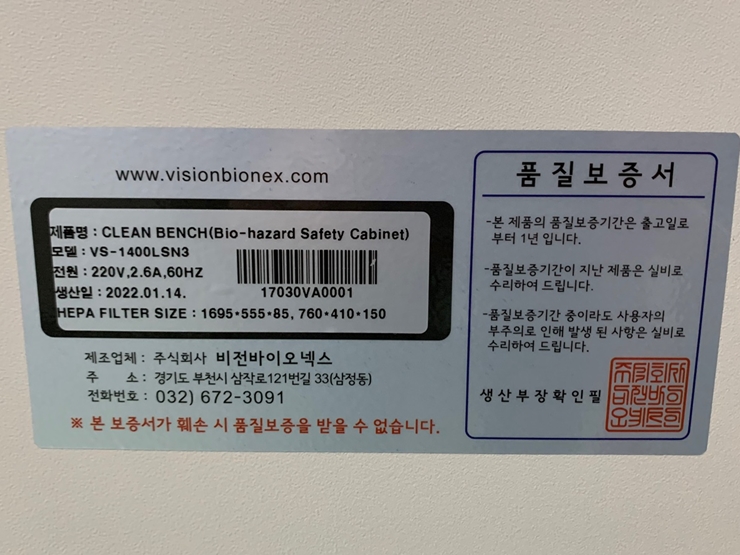 www.visionbionex.com
제품명 : CLEAN BENCH(Bio-hazard Safety Cabinet)
모델 : VS-1400LSN3
전원 : 220V,2.6A,60HZ
생산일 : 2022.01.14.
17030VA0001
HEPA FILTER SIZE : 1695*555*85, 760*410*150
제조업체 : 주식회사 비전바이오넥스
주 소 : 경기도 부천시 삼작로121번길 33(삼정동)
전화번호 : 032) 672-3091
※ 본 보증서가 훼손 시 품질보증을 받을 수 없습니다.
품질보증서
-본 제품의 품질보증기간은 출고일로
부터 1년 입니다.
-품질보증기간이 지난 제품은 실비로
수리하여 드립니다.
-품질보증기간 중이라도 사용자의
부주의로 인해 발생 된 사항은 실비로
수리하여 드립니다.
생산부장확인필